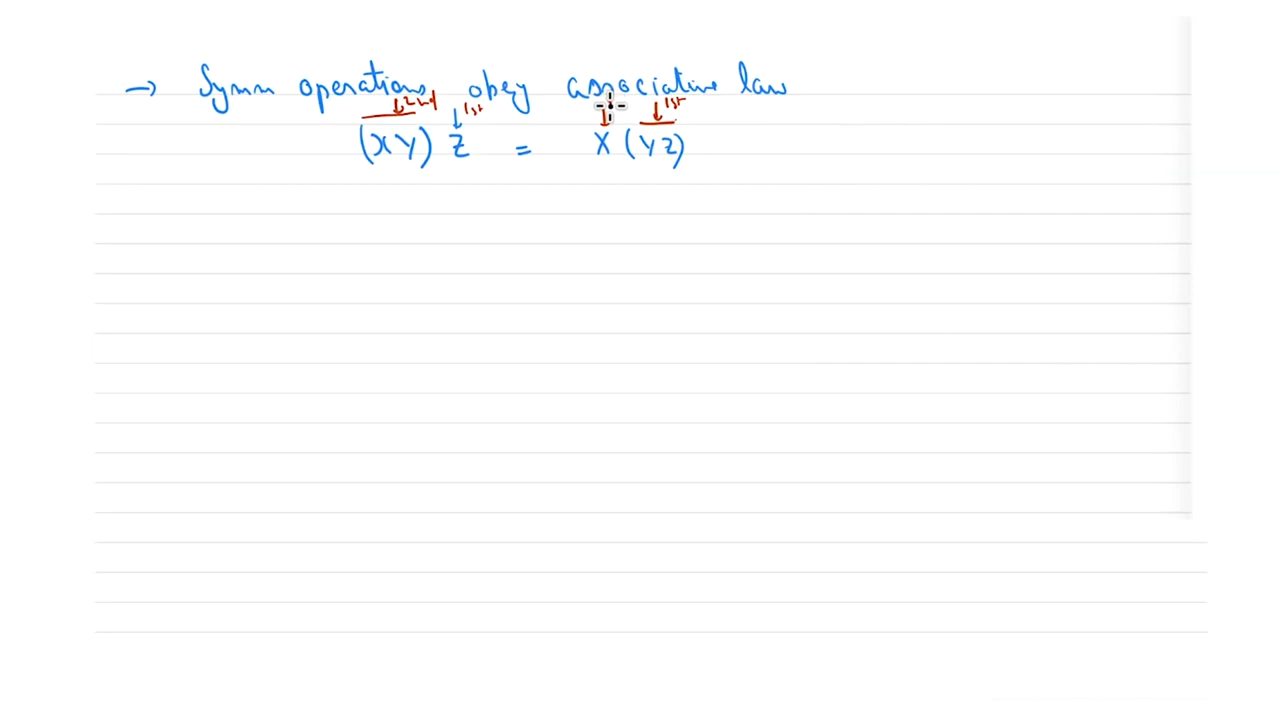 → Symm operations obey associative law
↓ 2nd ↓ 1st ↓ ↓ 1st
(XY) Z = X (YZ)